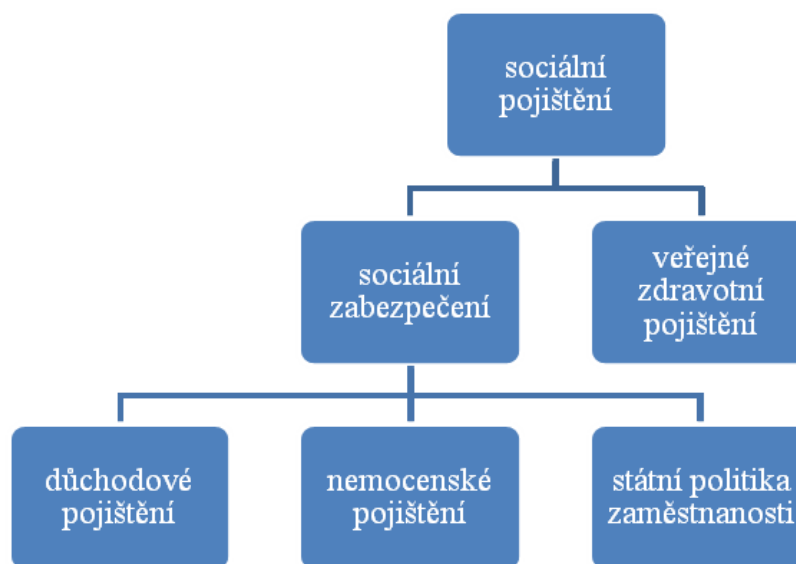 sociální
pojištění
sociální
zabezpečení
veřejné
zdravotní
pojištění
důchodové
pojištění
nemocenské
pojištění
státní politika
zaměstnanosti